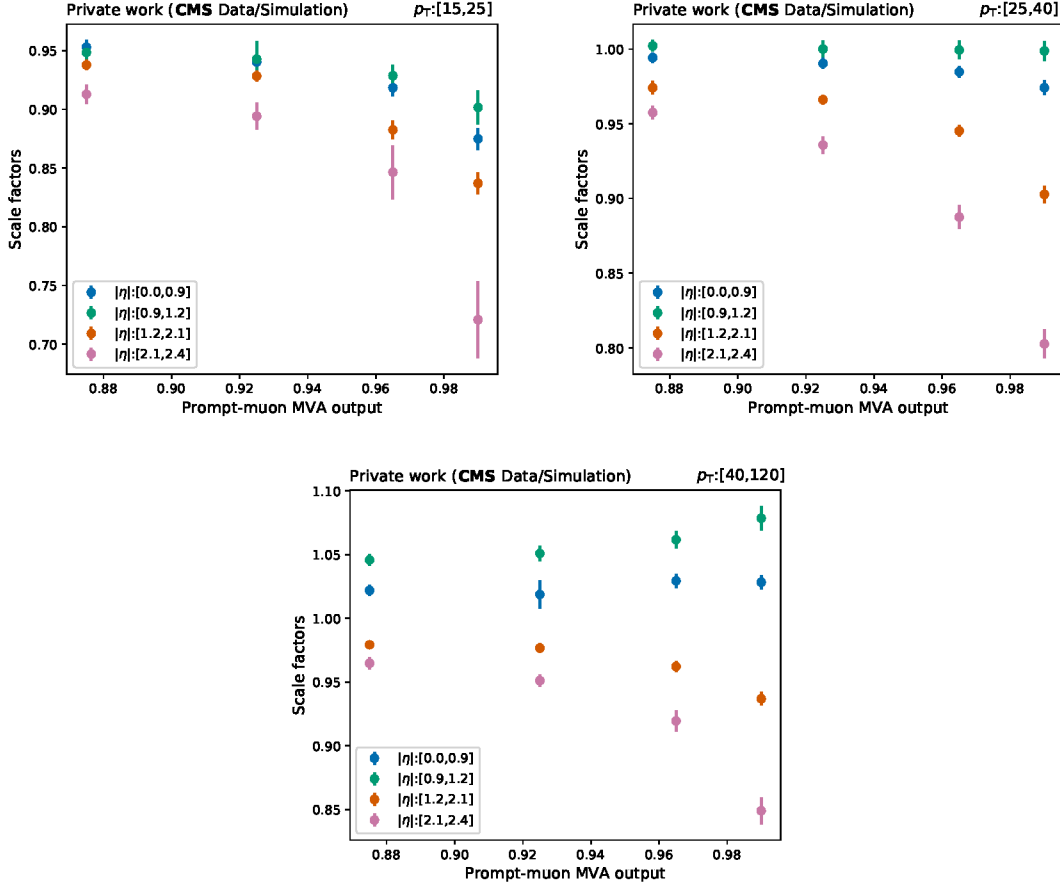 Private work (CMS Data/Simulation) pT:[15,25]
0.95
0.90
0.85
0.80
0.75
0.70
Scale factors
|η|:[0.0,0.9]
|η|:[0.9,1.2]
|η|:[1.2,2.1]
|η|:[2.1,2.4]
0.88 0.90 0.92 0.94 0.96 0.98
Prompt-muon MVA output
Private work (CMS Data/Simulation) pT:[25,40]
1.00
0.95
0.90
0.85
0.80
Scale factors
|η|:[0.0,0.9]
|η|:[0.9,1.2]
|η|:[1.2,2.1]
|η|:[2.1,2.4]
0.88 0.90 0.92 0.94 0.96 0.98
Prompt-muon MVA output
Private work (CMS Data/Simulation) pT:[40,120]
1.10
1.05
1.00
0.95
0.90
0.85
Scale factors
|η|:[0.0,0.9]
|η|:[0.9,1.2]
|η|:[1.2,2.1]
|η|:[2.1,2.4]
0.88 0.90 0.92 0.94 0.96 0.98
Prompt-muon MVA output